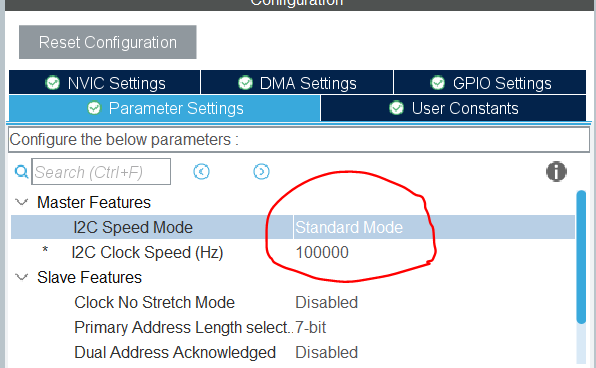 Configuration
Reset Configuration
NVIC Settings DMA Settings GPIO Settings
Parameter Settings User Constants
Configure the below parameters :
Search (Ctrl+F)
Master Features
I2C Speed Mode Standard Mode
* I2C Clock Speed (Hz) 100000
Slave Features
Clock No Stretch Mode Disabled
Primary Address Length select.. 7-bit
Dual Address Acknowledged Disabled